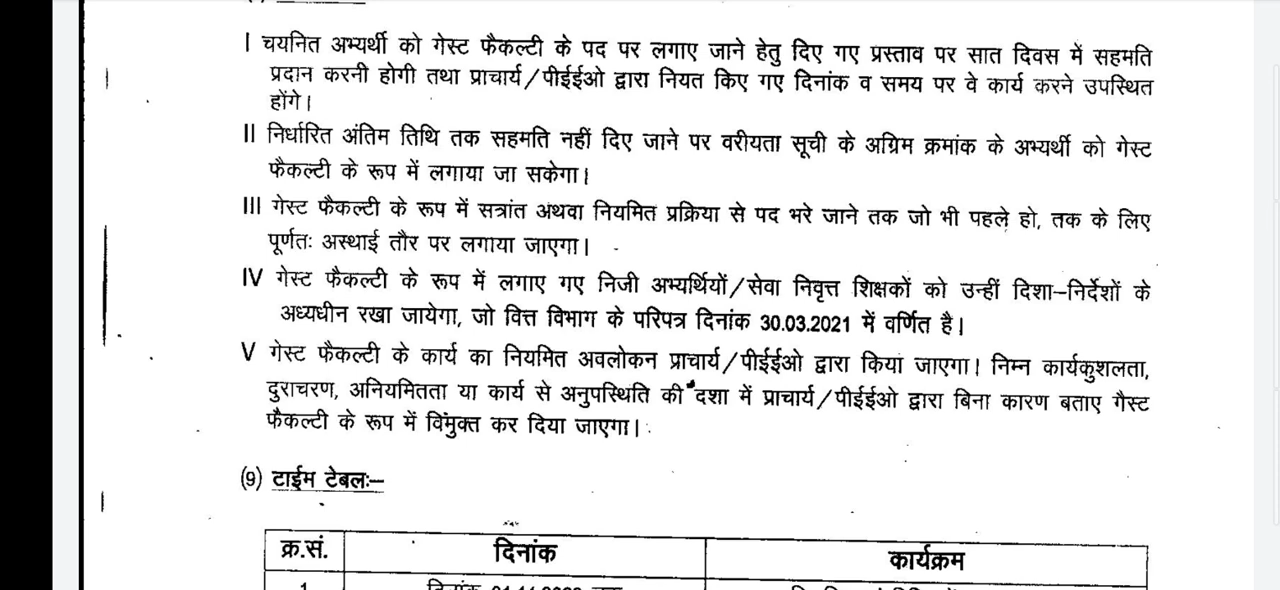 I चयनित अभ्यर्थी को गेस्ट फैकल्टी के पद पर लगाए जाने हेतु दिए गए प्रस्ताव पर सात दिवस में सहमति
प्रदान करनी होगी तथा प्राचार्य/पीईईओ द्वारा नियत किए गए दिनांक व समय पर वे कार्य करने उपस्थित
होंगे।
II निर्धारित अंतिम तिथि तक सहमति नहीं दिए जाने पर वरीयता सूची के अग्रिम क्रमांक के अभ्यर्थी को गेस्ट
फैकल्टी के रूप में लगाया जा सकेगा।
III गेस्ट फैकल्टी के रूप में सत्रांत अथवा नियमित प्रक्रिया से पद भरे जाने तक जो भी पहले हो, तक के लिए
पूर्णतः अस्थाई तौर पर लगाया जाएगा।
IV गेस्ट फैकल्टी के रूप में लगाए गए निजी अभ्यर्थियों/सेवा निवृत्त शिक्षकों को उन्हीं दिशा–निर्देशों के
अध्यधीन रखा जायेगा, जो वित्त विभाग के परिपत्र दिनांक 30.03.2021 में वर्णित है।
V गेस्ट फैकल्टी के कार्य का नियमित अवलोकन प्राचार्य/पीईईओ द्वारा किया जाएगा। निम्न कार्यकुशलता,
दुराचरण, अनियमितता या कार्य से अनुपस्थिति की दशा में प्राचार्य/पीईईओ द्वारा बिना कारण बताए गैस्ट
फैकल्टी के रूप में विमुक्त कर दिया जाएगा।
(9) टाईम टेबलः–
क्र.सं. दिनांक कार्यक्रम